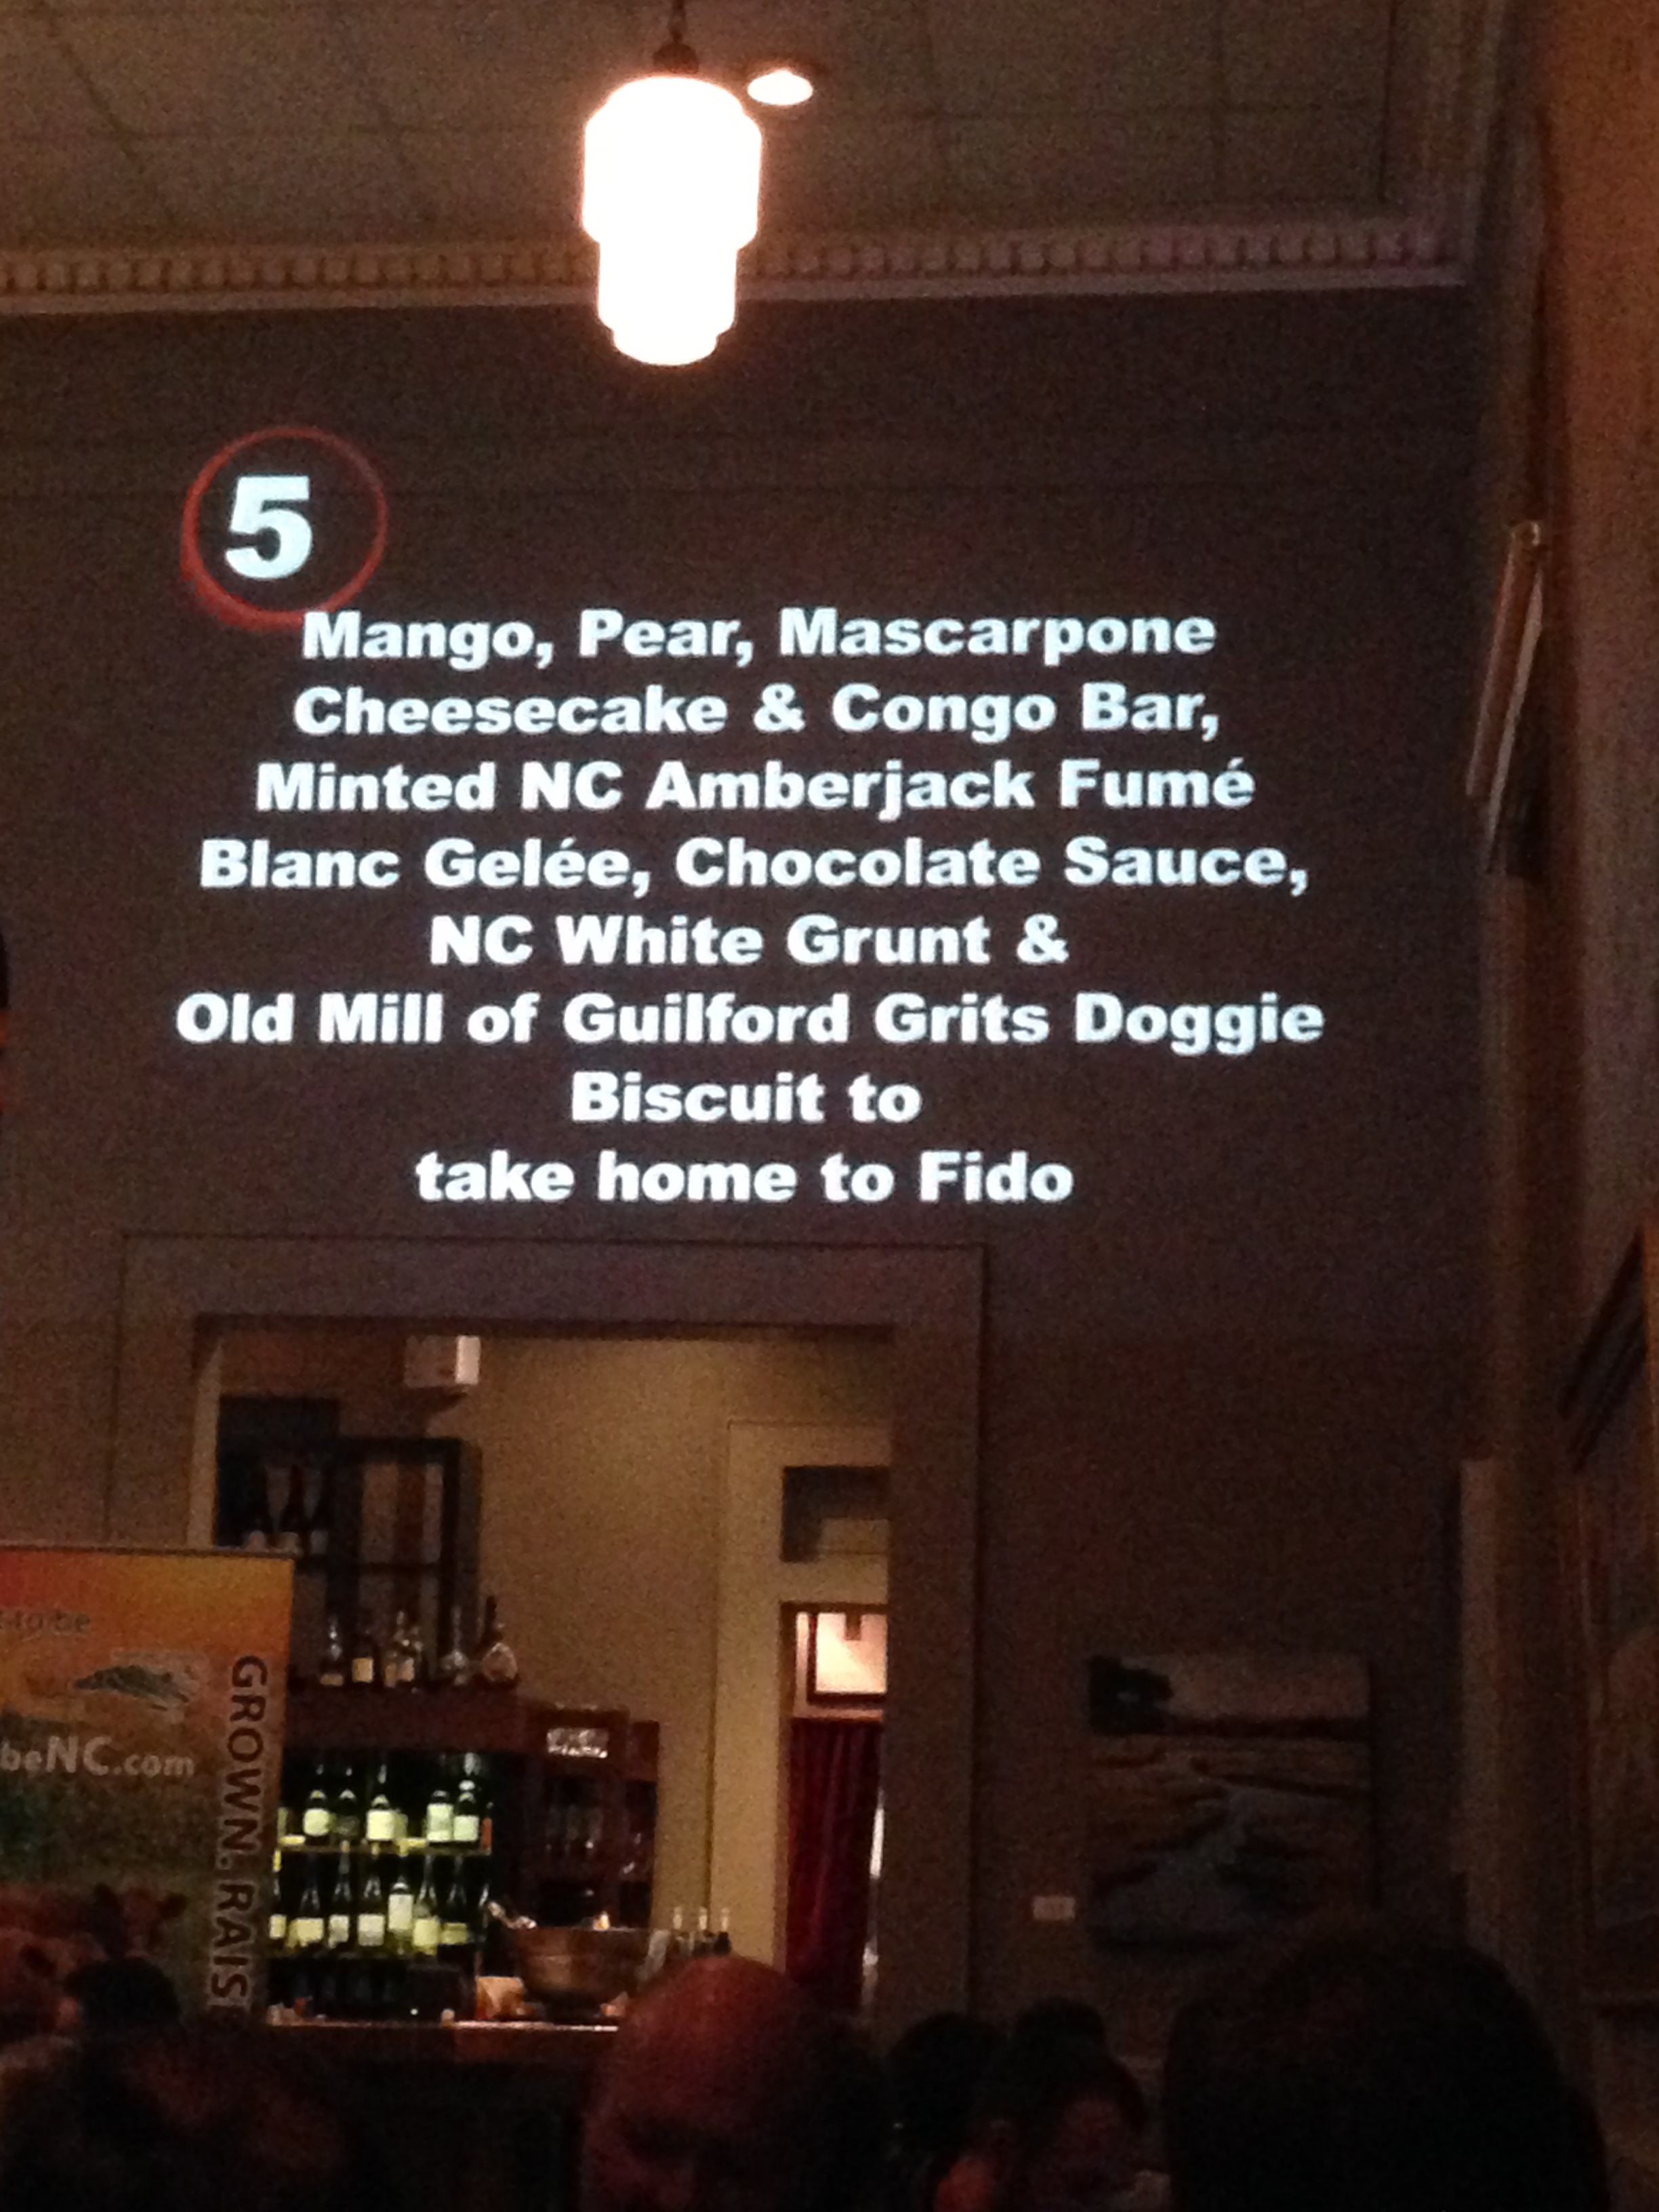 5
Mango, Pear, Mascarpone
Cheesecake & Congo Bar,
Minted NC Amberjack Fumé
Blanc Gelée, Chocolate Sauce,
NC White Grunt &
Old Mill of Guilford Grits Doggie
Biscuit to
take home to Fido
beNC.com
GROWN. RAIS